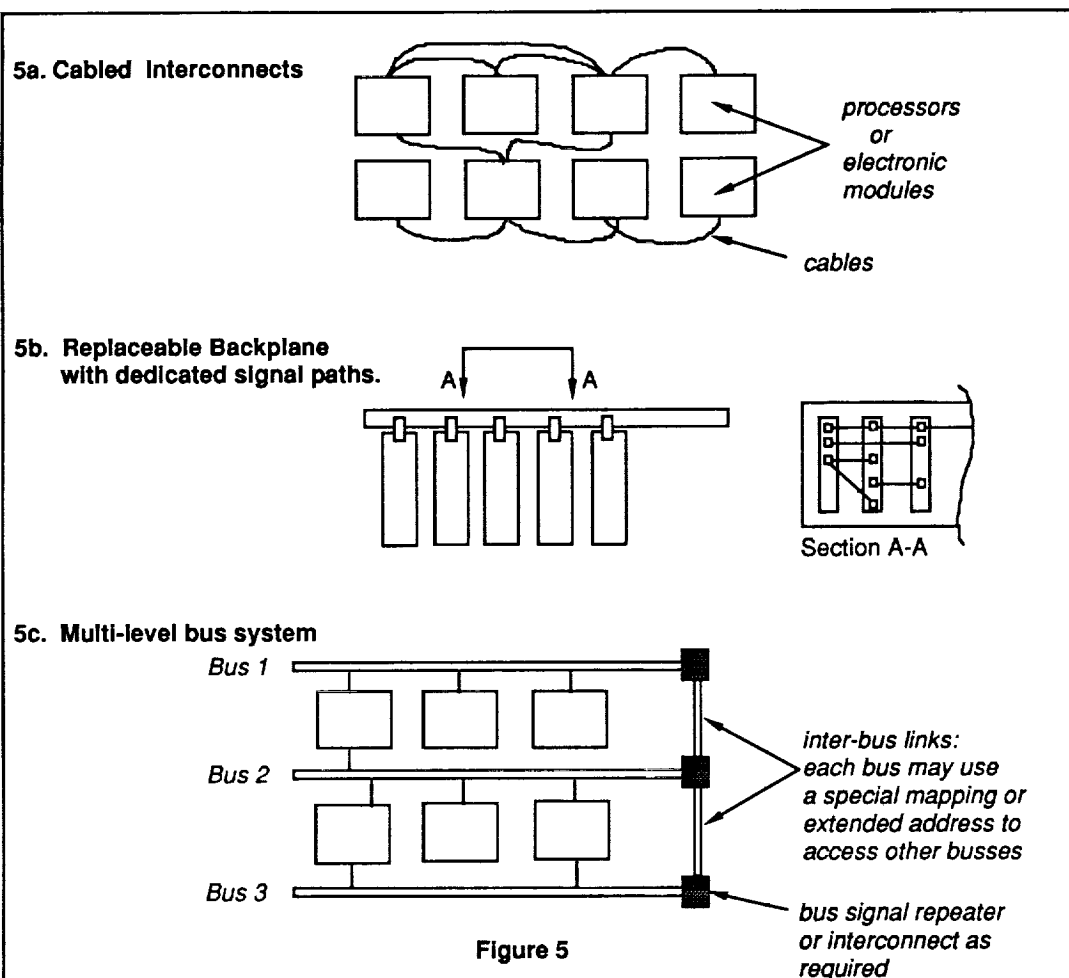 5a. Cabled Interconnects
processors
or
electronic
modules
cables
5b. Replaceable Backplane
with dedicated signal paths.
A A
Section A-A
5c. Multi-level bus system
Bus 1
inter-bus links:
each bus may use
a special mapping or
extended address to
access other busses
Bus 2
Bus 3
bus signal repeater
or interconnect as
required
Figure 5